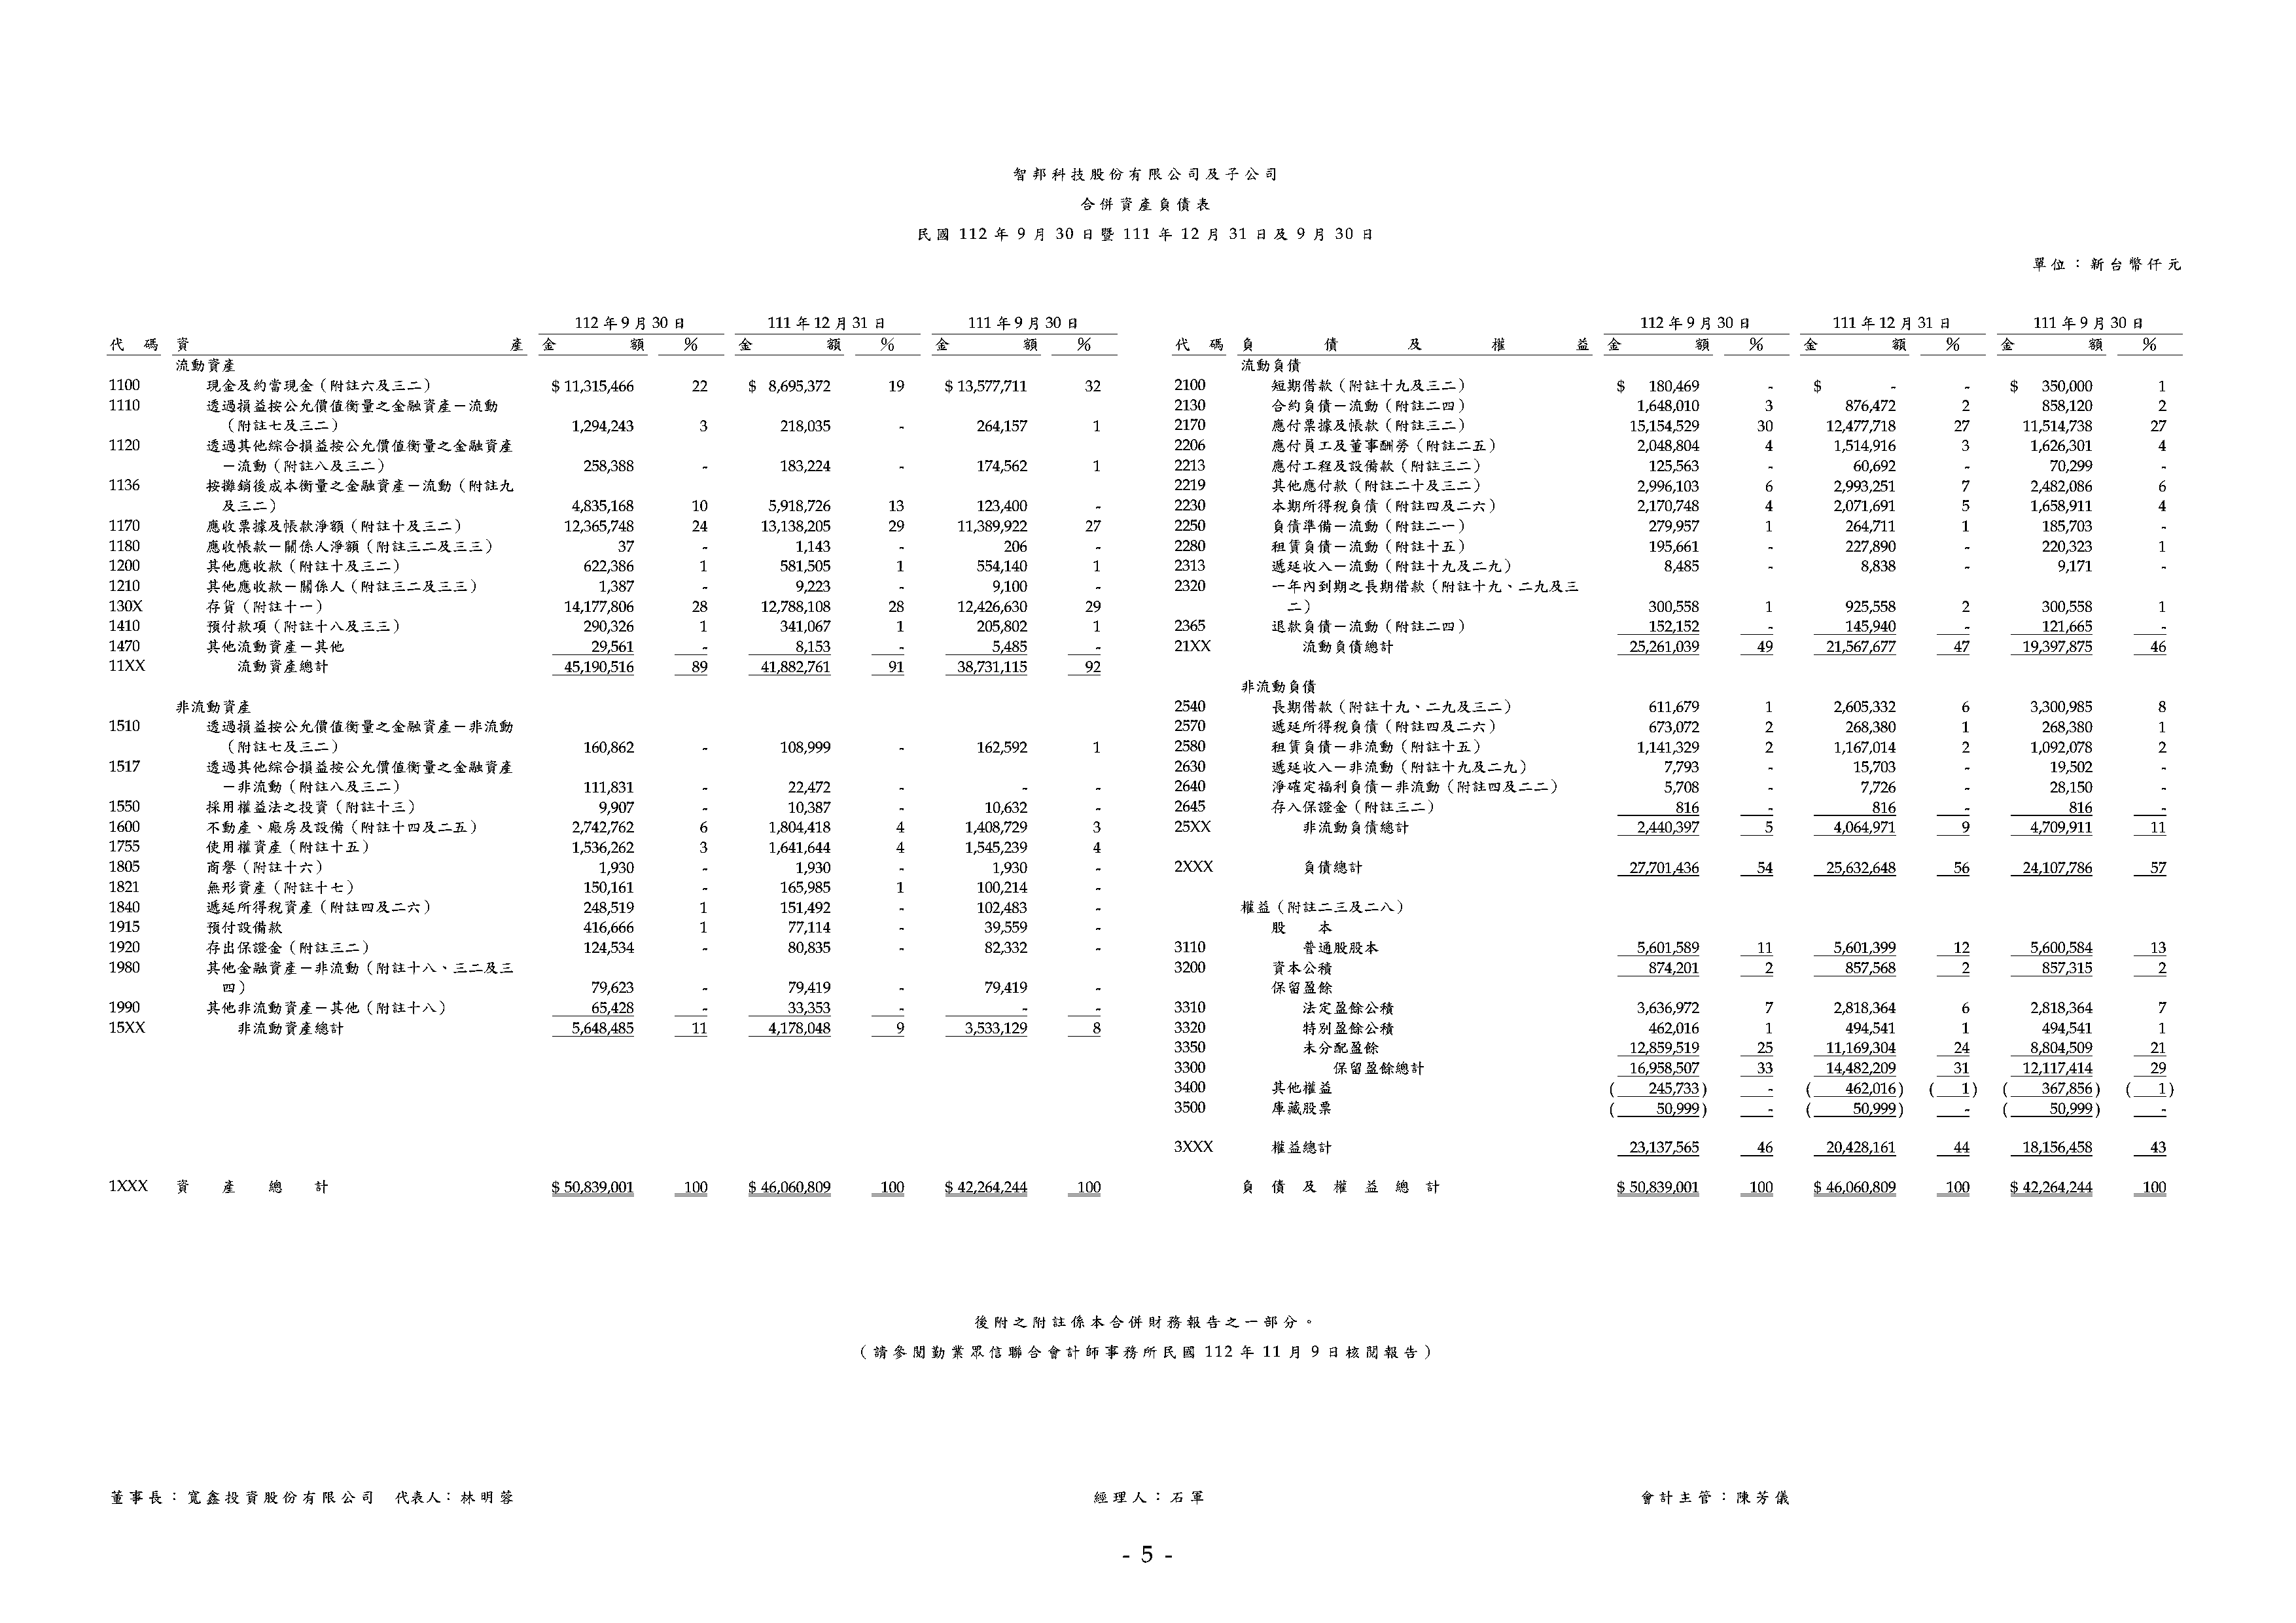 智邦科技股份有限公司及子公司
合併資產負債表
民國 112 年 9 月 30 日暨 111 年 12 月 31 日及 9 月 30 日
單位：新台幣仟元
112 年 9 月 30 日 111 年 12 月 31 日 111 年 9 月 30 日
代碼 資產 金額 % 金額 % 金額 %
流動資產
1100 現金及約當現金（附註六及三二） $ 11,315,466 22 $ 8,695,372 19 $ 13,577,711 32
1110 透過損益按公允價值衡量之金融資產－流動
（附註七及三二） 1,294,243 3 218,035 - 264,157 1
1120 透過其他綜合損益按公允價值衡量之金融資產
－流動（附註八及三二） 258,388 - 183,224 - 174,562 1
1136 按攤銷後成本衡量之金融資產－流動（附註九
及三二） 4,835,168 10 5,918,726 13 123,400 -
1170 應收票據及帳款淨額（附註十及三二） 12,365,748 24 13,138,205 29 11,389,922 27
1180 應收帳款－關係人淨額（附註三二及三三） 37 - 1,143 - 206 -
1200 其他應收款（附註十及三二） 622,386 1 581,505 1 554,140 1
1210 其他應收款－關係人（附註三二及三三） 1,387 - 9,223 - 9,100 -
130X 存貨（附註十一） 14,177,806 28 12,788,108 28 12,426,630 29
1410 預付款項（附註十八及三三） 290,326 1 341,067 1 205,802 1
1470 其他流動資產－其他 29,561 - 8,153 - 5,485 -
11XX 流動資產總計 45,190,516 89 41,882,761 91 38,731,115 92
非流動資產
1510 透過損益按公允價值衡量之金融資產－非流動
（附註七及三二） 160,862 - 108,999 - 162,592 1
1517 透過其他綜合損益按公允價值衡量之金融資產
－非流動（附註八及三二） 111,831 - 22,472 - - -
1550 採用權益法之投資（附註十三） 9,907 - 10,387 - 10,632 -
1600 不動產、廠房及設備（附註十四及二五） 2,742,762 6 1,804,418 4 1,408,729 3
1755 使用權資產（附註十五） 1,536,262 3 1,641,644 4 1,545,239 4
1805 商譽（附註十六） 1,930 - 1,930 - 1,930 -
1821 無形資產（附註十七） 150,161 - 165,985 1 100,214 -
1840 遞延所得稅資產（附註四及二六） 248,519 1 151,492 - 102,483 -
1915 預付設備款 416,666 1 77,114 - 39,559 -
1920 存出保證金（附註三二） 124,534 - 80,835 - 82,332 -
1980 其他金融資產－非流動（附註十八、三二及三
四） 79,623 - 79,419 - 79,419 -
1990 其他非流動資產－其他（附註十八） 65,428 - 33,353 - - -
15XX 非流動資產總計 5,648,485 11 4,178,048 9 3,533,129 8
1XXX 資產總計 $ 50,839,001 100 $ 46,060,809 100 $ 42,264,244 100
112 年 9 月 30 日 111 年 12 月 31 日 111 年 9 月 30 日
代碼 負債及權益 金額 % 金額 % 金額 %
流動負債
2100 短期借款（附註十九及三二） $ 180,469 - $ - - $ 350,000 1
2130 合約負債－流動（附註二四） 1,648,010 3 876,472 2 858,120 2
2170 應付票據及帳款（附註三二） 15,154,529 30 12,477,718 27 11,514,738 27
2206 應付員工及董事酬勞（附註二五） 2,048,804 4 1,514,916 3 1,626,301 4
2213 應付工程及設備款（附註三二） 125,563 - 60,692 - 70,299 -
2219 其他應付款（附註二十及三二） 2,996,103 6 2,993,251 7 2,482,086 6
2230 本期所得稅負債（附註四及二六） 2,170,748 4 2,071,691 5 1,658,911 4
2250 負債準備－流動（附註二一） 279,957 1 264,711 1 185,703 -
2280 租賃負債－流動（附註十五） 195,661 - 227,890 - 220,323 1
2313 遞延收入－流動（附註十九及二九） 8,485 - 8,838 - 9,171 -
2320 一年內到期之長期借款（附註十九、二九及三
二） 300,558 1 925,558 2 300,558 1
2365 退款負債－流動（附註二四） 152,152 - 145,940 - 121,665 -
21XX 流動負債總計 25,261,039 49 21,567,677 47 19,397,875 46
非流動負債
2540 長期借款（附註十九、二九及三二） 611,679 1 2,605,332 6 3,300,985 8
2570 遞延所得稅負債（附註四及二六） 673,072 2 268,380 1 268,380 1
2580 租賃負債－非流動（附註十五） 1,141,329 2 1,167,014 2 1,092,078 2
2630 遞延收入－非流動（附註十九及二九） 7,793 - 15,703 - 19,502 -
2640 淨確定福利負債－非流動（附註四及二二） 5,708 - 7,726 - 28,150 -
2645 存入保證金（附註三二） 816 - 816 - 816 -
25XX 非流動負債總計 2,440,397 5 4,064,971 9 4,709,911 11
2XXX 負債總計 27,701,436 54 25,632,648 56 24,107,786 57
權益（附註二三及二八）
股本
3110 普通股股本 5,601,589 11 5,601,399 12 5,600,584 13
3200 資本公積 874,201 2 857,568 2 857,315 2
保留盈餘
3310 法定盈餘公積 3,636,972 7 2,818,364 6 2,818,364 7
3320 特別盈餘公積 462,016 1 494,541 1 494,541 1
3350 未分配盈餘 12,859,519 25 11,169,304 24 8,804,509 21
3300 保留盈餘總計 16,958,507 33 14,482,209 31 12,117,414 29
3400 其他權益 ( 245,733) - ( 462,016) ( 1) ( 367,856) ( 1)
3500 庫藏股票 ( 50,999) - ( 50,999) - ( 50,999) -
3XXX 權益總計 23,137,565 46 20,428,161 44 18,156,458 43
負債及權益總計 $ 50,839,001 100 $ 46,060,809 100 $ 42,264,244 100
後附之附註係本合併財務報告之一部分。
（請參閱勤業眾信聯合會計師事務所民國 112 年 11 月 9 日核閱報告）
董事長：寬鑫投資股份有限公司 代表人：林明蓉 經理人：石軍 會計主管：陳芳儀
- 5 -